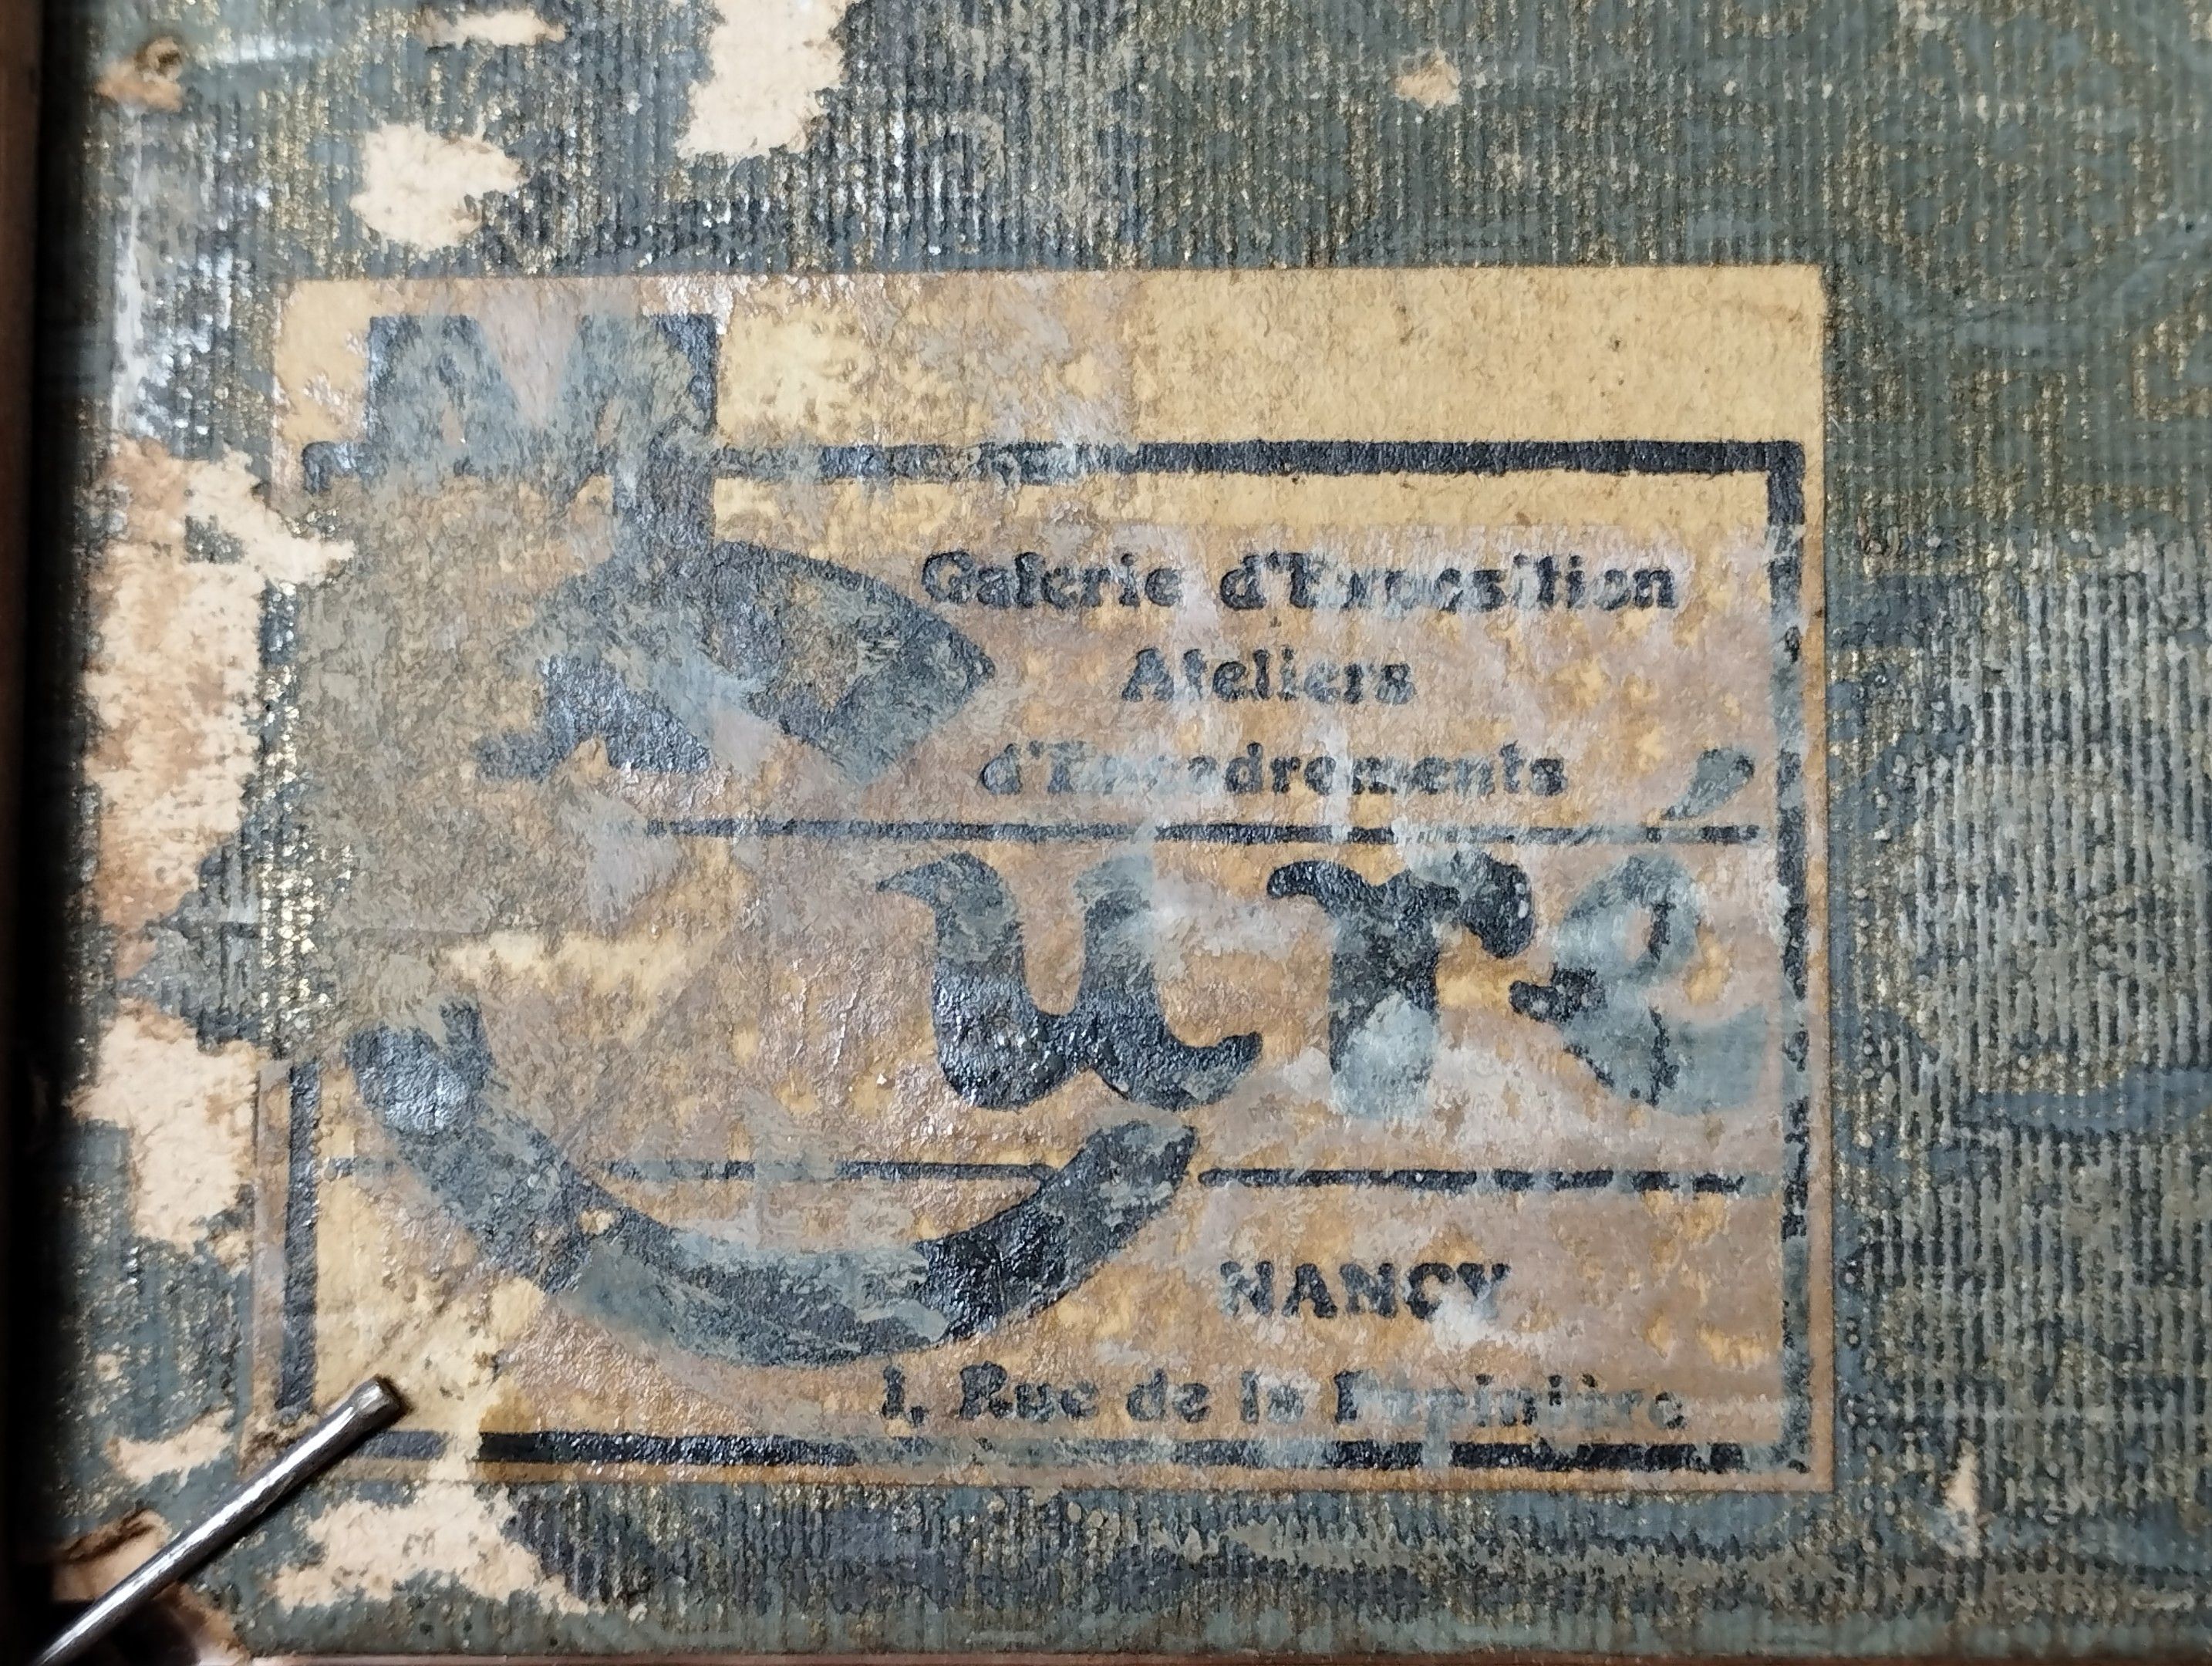 M
Galerie d'Exposition
Ateliers
d'Encadrements
Curé
NANCY
1, Rue de la Pépinière